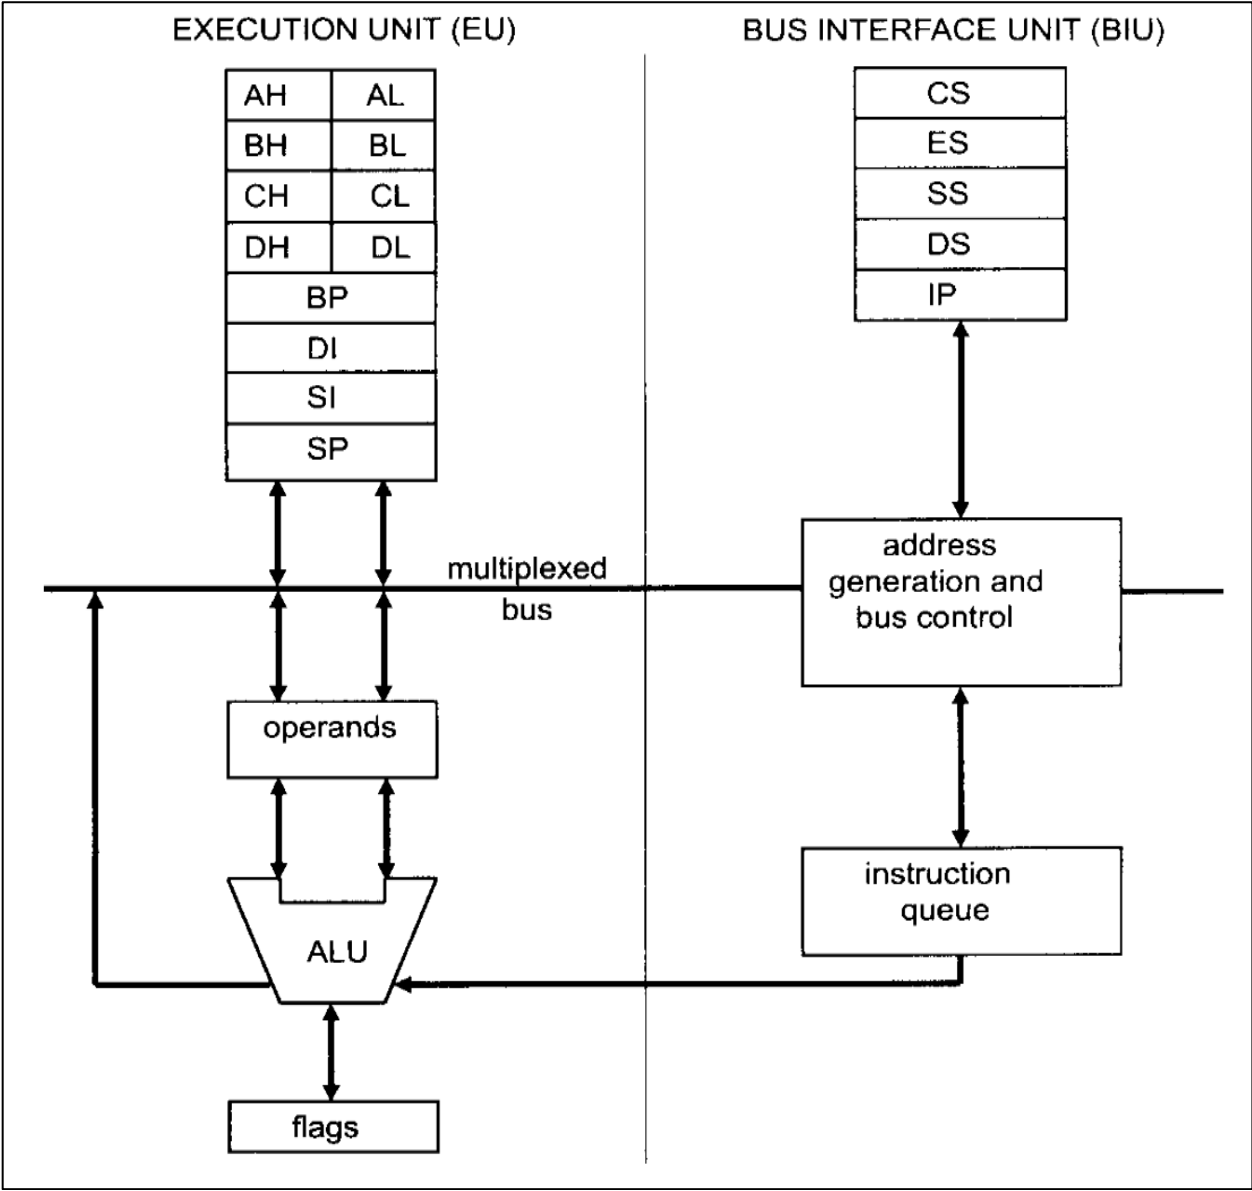 EXECUTION UNIT (EU)
BUS INTERFACE UNIT (BIU)
AH AL
BH BL
CH CL
DH DL
BP
DI
SI
SP
CS
ES
SS
DS
IP
multiplexed
bus
address
generation and
bus control
operands
instruction
queue
ALU
flags